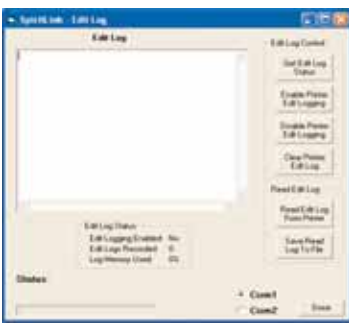 SpiritLink - Edit Log
Edit Log
Edit Log Control
Get Edit Log
Status
Enable Printer
Edit Logging
Disable Printer
Edit Logging
Clear Printer
Edit Log
Read Edit Log
Read Edit Log
From Printer
Save Read
Log To File
Edit Log Status
Edit Logging Enabled No
Edit Logs Recorded 0
Log Memory Used 0%
Status
Com1
Com2
Done